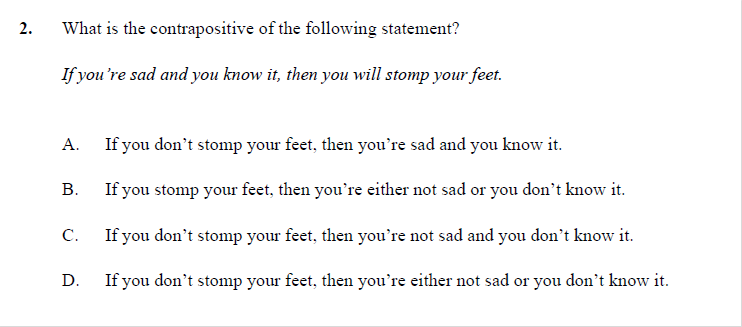 2. What is the contrapositive of the following statement?
If you’re sad and you know it, then you will stomp your feet.
A. If you don’t stomp your feet, then you’re sad and you know it.
B. If you stomp your feet, then you’re either not sad or you don’t know it.
C. If you don’t stomp your feet, then you’re not sad and you don’t know it.
D. If you don’t stomp your feet, then you’re either not sad or you don’t know it.